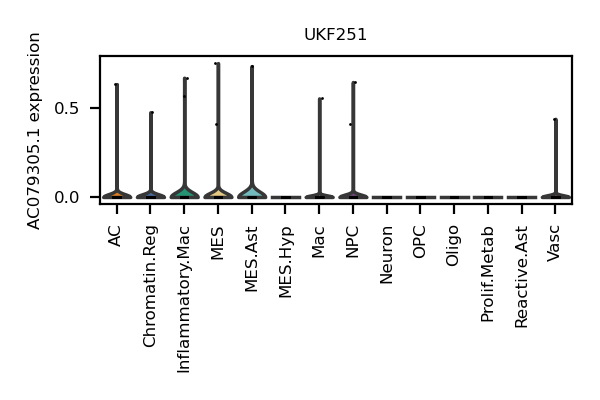 UKF251
AC079305.1 expression
0.5
0.0
AC
Chromatin.Reg
Inflammatory.Mac
MES
MES.Ast
MES.Hyp
Mac
NPC
Neuron
OPC
Oligo
Prolif.Metab
Reactive.Ast
Vasc